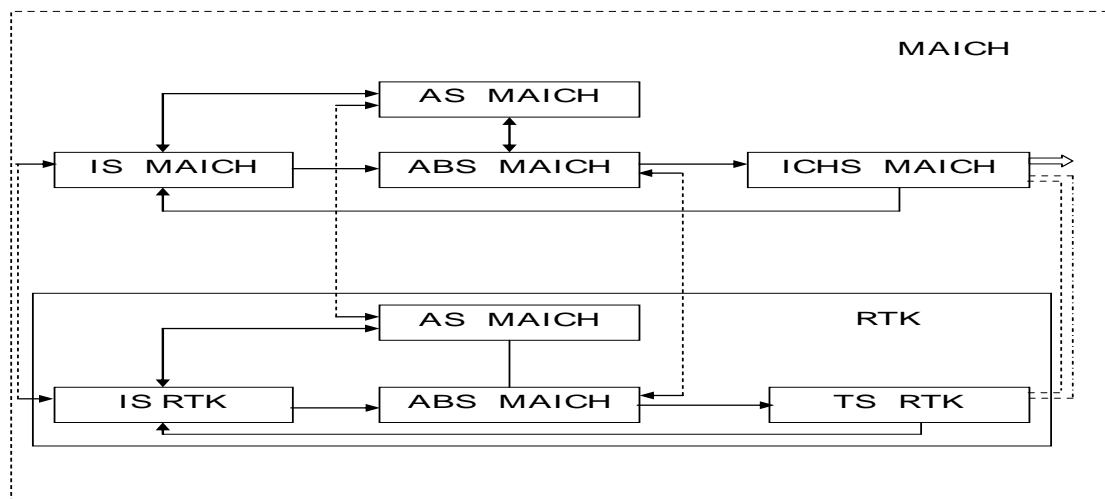 MAICH
AS MAICH
IS MAICH
ABS MAICH
ICHS MAICH
AS MAICH
RTK
IS RTK
ABS MAICH
TS RTK